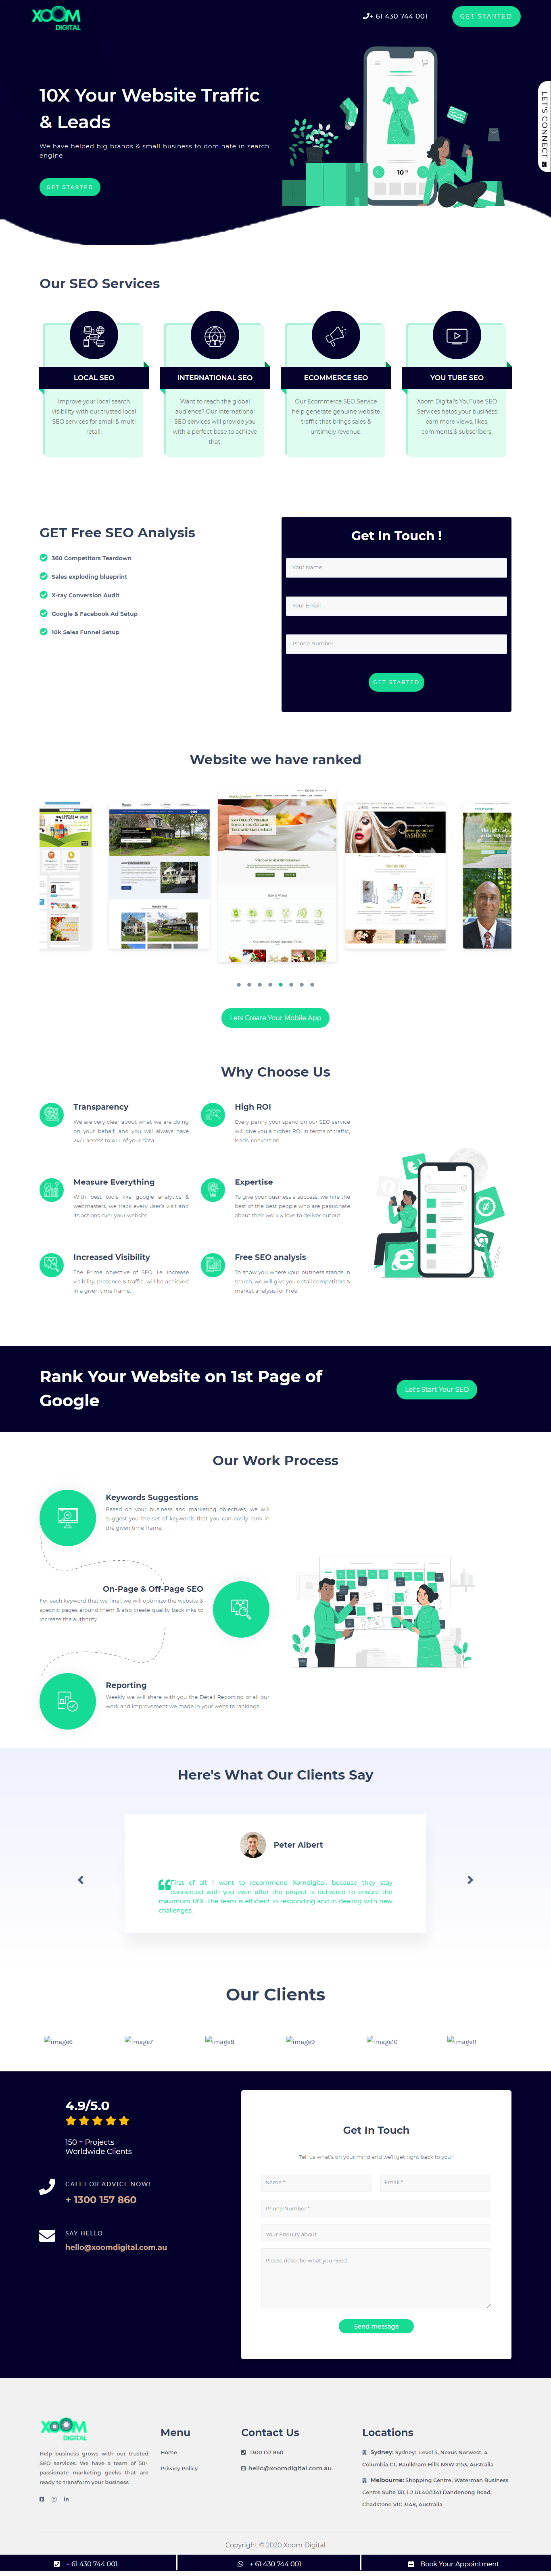 XOOM
DIGITAL
+ 61 430 744 001
GET STARTED
LET'S CONNECT
10X Your Website Traffic
& Leads
We have helped big brands & small business to dominate in search
engine
GET STARTED
10
Our SEO Services
LOCAL SEO
Improve your local search
visibility with our trusted local
SEO services for small & multi
retail.
INTERNATIONAL SEO
Want to reach the global
audience? Our International
SEO services will provide you
with a perfect base to achieve
that.
ECOMMERCE SEO
Our Ecommerce SEO Service
help generate genuine website
traffic that brings sales &
untimely revenue.
YOU TUBE SEO
Xoom Digital's YouTube SEO
Services helps your business
earn more views, likes,
comments,& subscribers.
GET Free SEO Analysis
360 Competitors Teardown
Sales exploding blueprint
X-ray Conversion Audit
Google & Facebook Ad Setup
10k Sales Funnel Setup
Get In Touch !
Your Name
Your Email
Phone Number
GET STARTED
Website we have ranked
Lets Create Your Mobile App
Why Choose Us
Transparency
We are very clear about what we are doing
on your behalf, and you will always have
24/7 access to ALL of your data.
High ROI
Every penny your spend on our SEO service
will give you a higher ROI in terms of traffic,
leads, conversion
Measure Everything
With best tools like google analytics &
webmasters, we track every user's visit and
its actions over your website.
Expertise
To give your business a success, we hire the
best of the best people who are passionate
about their work & love to deliver output
Increased Visibility
The Prime objective of SEO, i.e. increase
visibility, presence & traffic, will be achieved
in a given time frame.
Free SEO analysis
To show you where your business stands in
search, we will give you detail competitors &
market analysis for Free.
Rank Your Website on 1st Page of
Google
Let's Start Your SEO
Our Work Process
Keywords Suggestions
Based on your business and marketing objectives, we will
suggest you the set of keywords that you can easily rank in
the given time frame.
On-Page & Off-Page SEO
For each keyword that we final, we will optimize the website &
specific pages around them & also create quality backlinks to
increase the authority
Reporting
Weekly we will share with you the Detail Reporting of all our
work and improvement we made in your website rankings..
Here's What Our Clients Say
Peter Albert
First of all, I want to recommend Xomdigital, because they stay
connected with you even after the project is delivered to ensure the
maximum ROI. The team is efficient in responding and in dealing with new
challenges.
Our Clients
image6
image7
image8
image9
image10
image11
4.9/5.0
150 + Projects
Worldwide Clients
CALL FOR ADVICE NOW!
+ 1300 157 860
SAY HELLO
hello@xoomdigital.com.au
Get In Touch
Tell us what's on your mind and we'll get right back to you !
Name *
Email *
Phone Number *
Your Enquiry about
Please describe what you need.
Send message
XOOM
DIGITAL
Help business grows with our trusted
SEO services. We have a team of 50+
passionate marketing geeks that are
ready to transform your business
Menu
Home
Privacy Policy
Contact Us
1300 157 860
hello@xoomdigital.com.au
Locations
Sydney: Sydney: Level 5, Nexus Norwest, 4
Columbia Ct, Baulkham Hills NSW 2153, Australia
Melbourne: Shopping Centre, Waterman Business
Centre Suite 131, L2 UL40/1341 Dandenong Road,
Chadstone VIC 3148, Australia
Copyright © 2020 Xoom Digital
+ 61 430 744 001
+ 61 430 744 001
Book Your Appointment